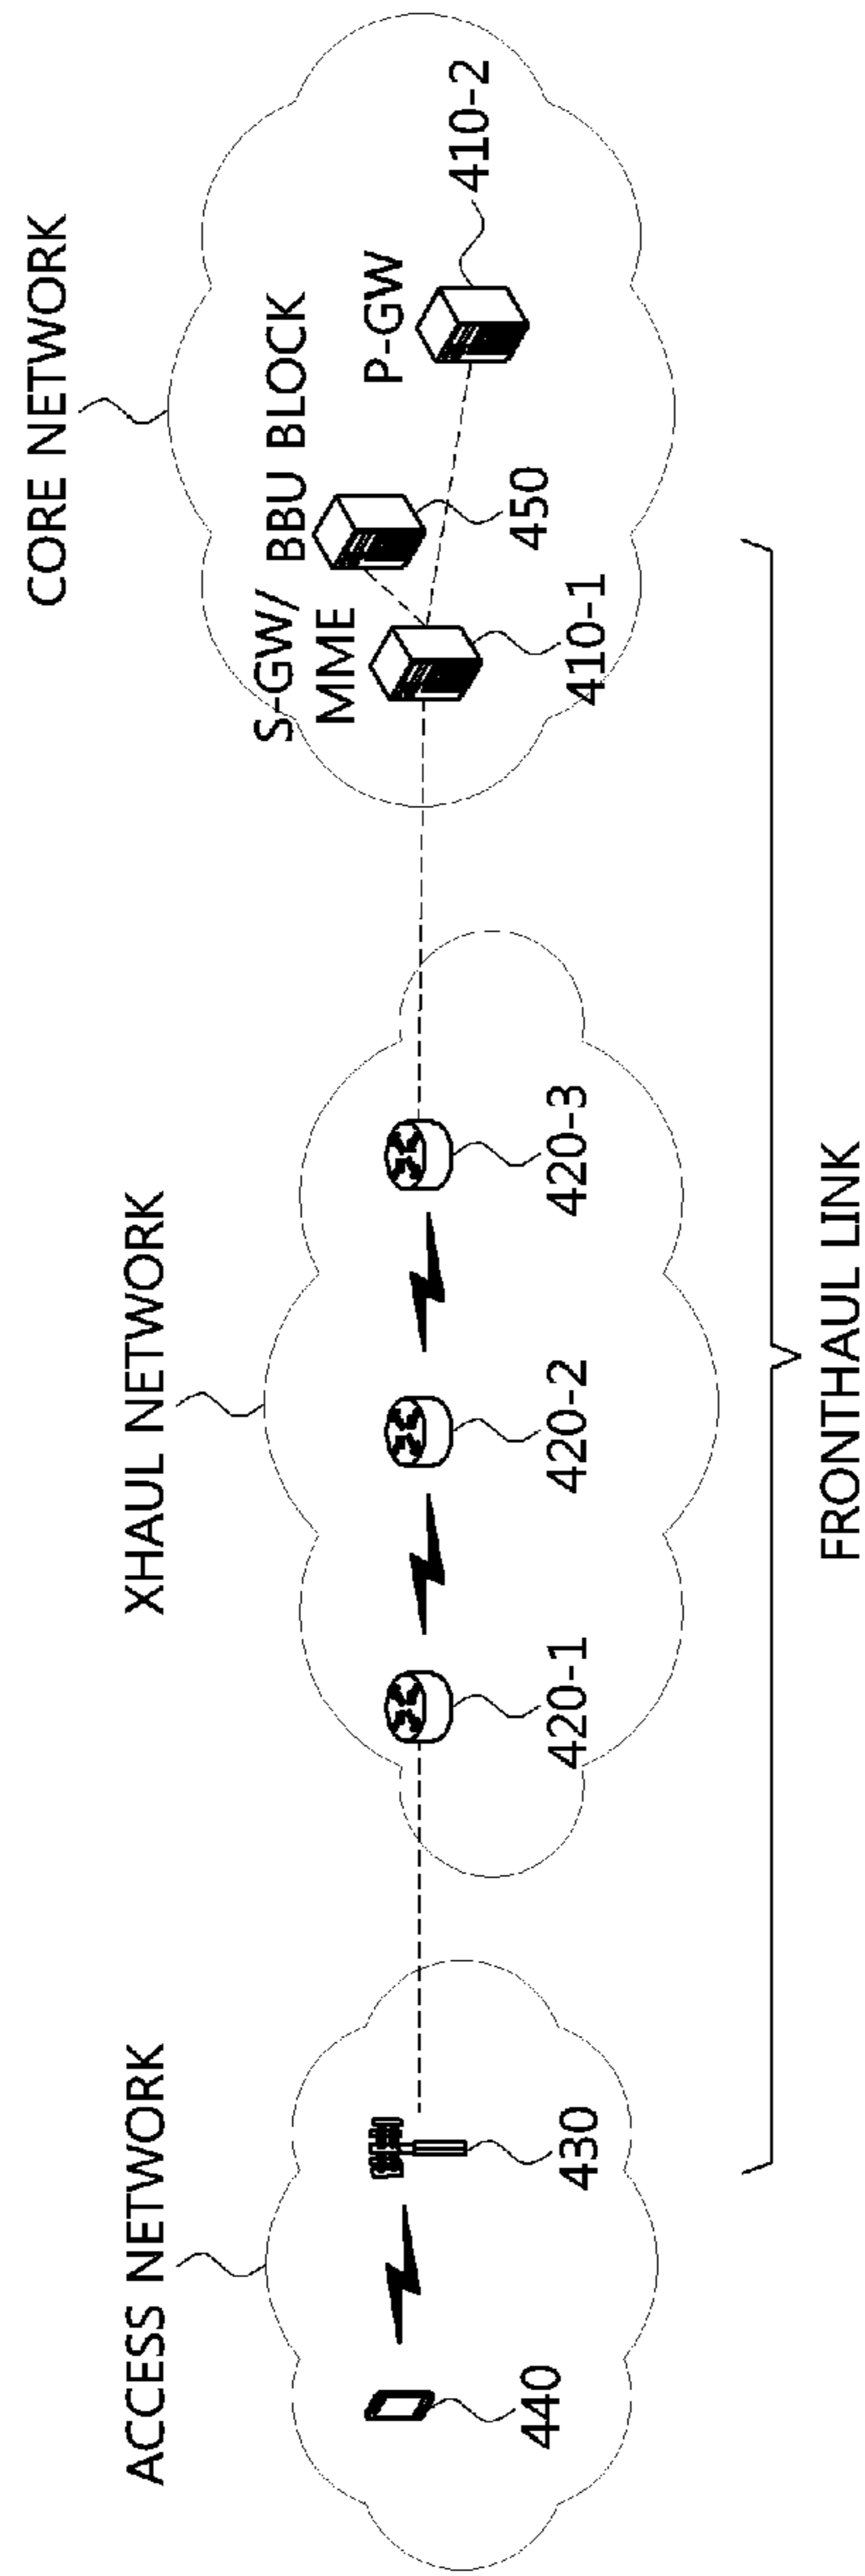 ACCESS NETWORK
XHAUL NETWORK
CORE NETWORK
S-GW/
MME
BBU BLOCK
P-GW
440
430
420-1
420-2
420-3
410-1
450
410-2
FRONTHAUL LINK